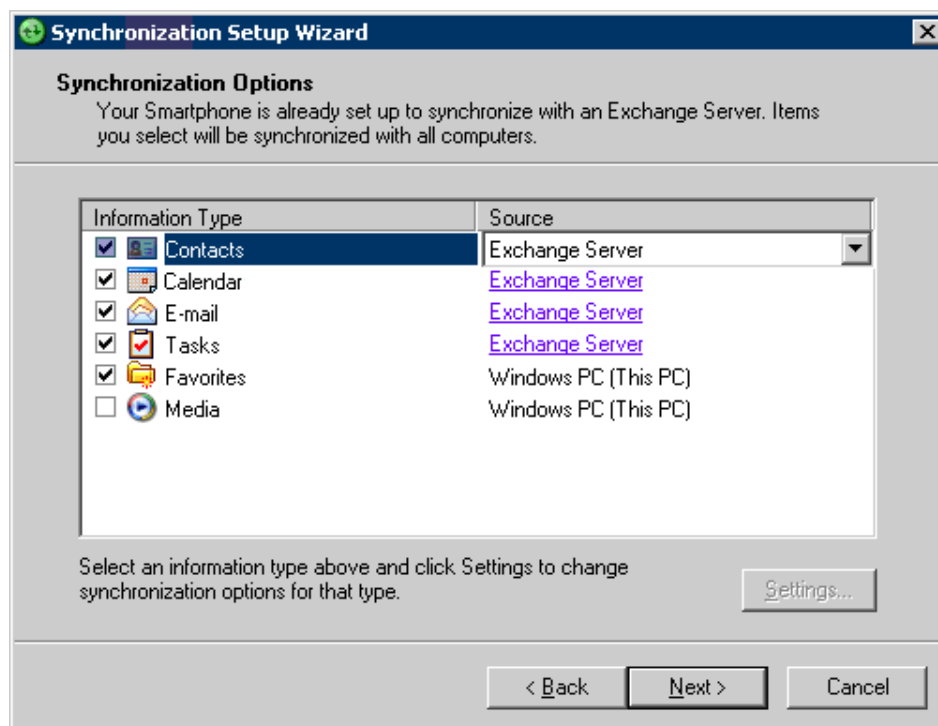 Synchronization Setup Wizard
Synchronization Options
Your Smartphone is already set up to synchronize with an Exchange Server. Items
you select will be synchronized with all computers.
Information Type Source
Contacts Exchange Server
Calendar Exchange Server
E-mail Exchange Server
Tasks Exchange Server
Favorites Windows PC (This PC)
Media Windows PC (This PC)
Select an information type above and click Settings to change
synchronization options for that type.
Settings...
< Back Next > Cancel